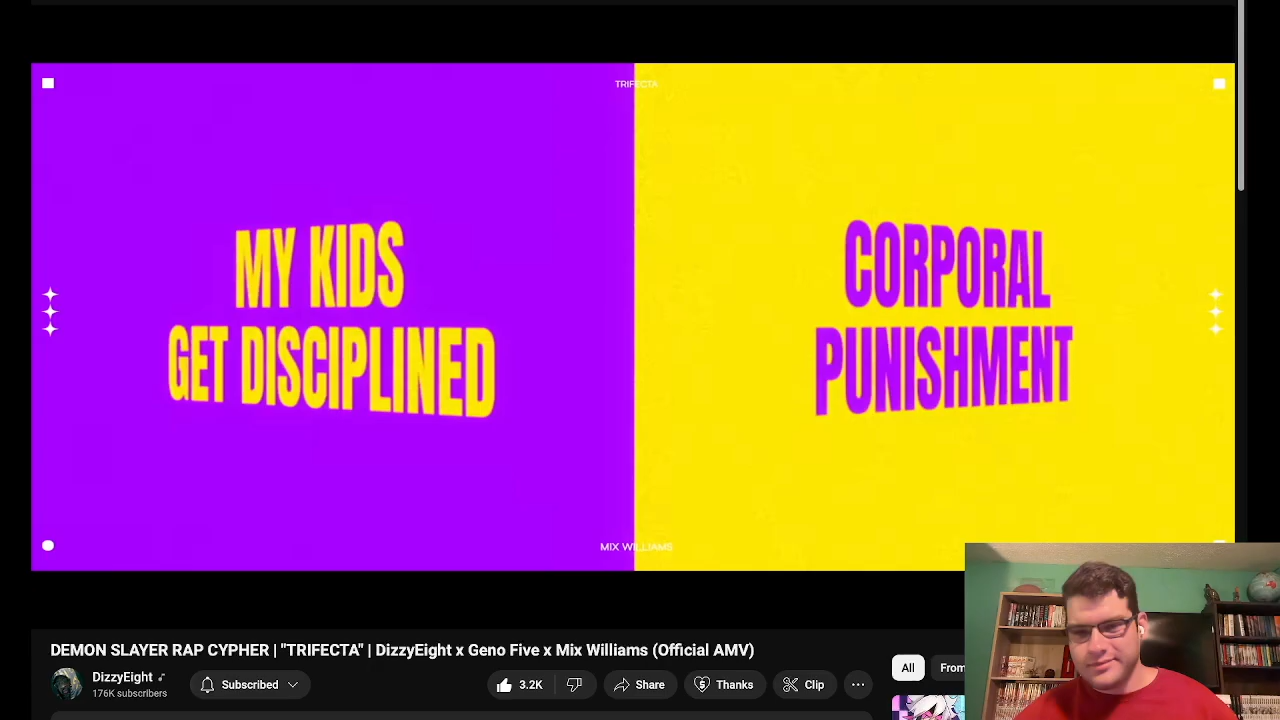 TRIFECTA
MY KIDS
GET DISCIPLINED
CORPORAL
PUNISHMENT
MIX WILLIAMS
DEMON SLAYER RAP CYPHER | "TRIFECTA" | DizzyEight x Geno Five x Mix Williams (Official AMV)
DizzyEight
176K subscribers
Subscribed
3.2K
Share
Thanks
Clip
All
From